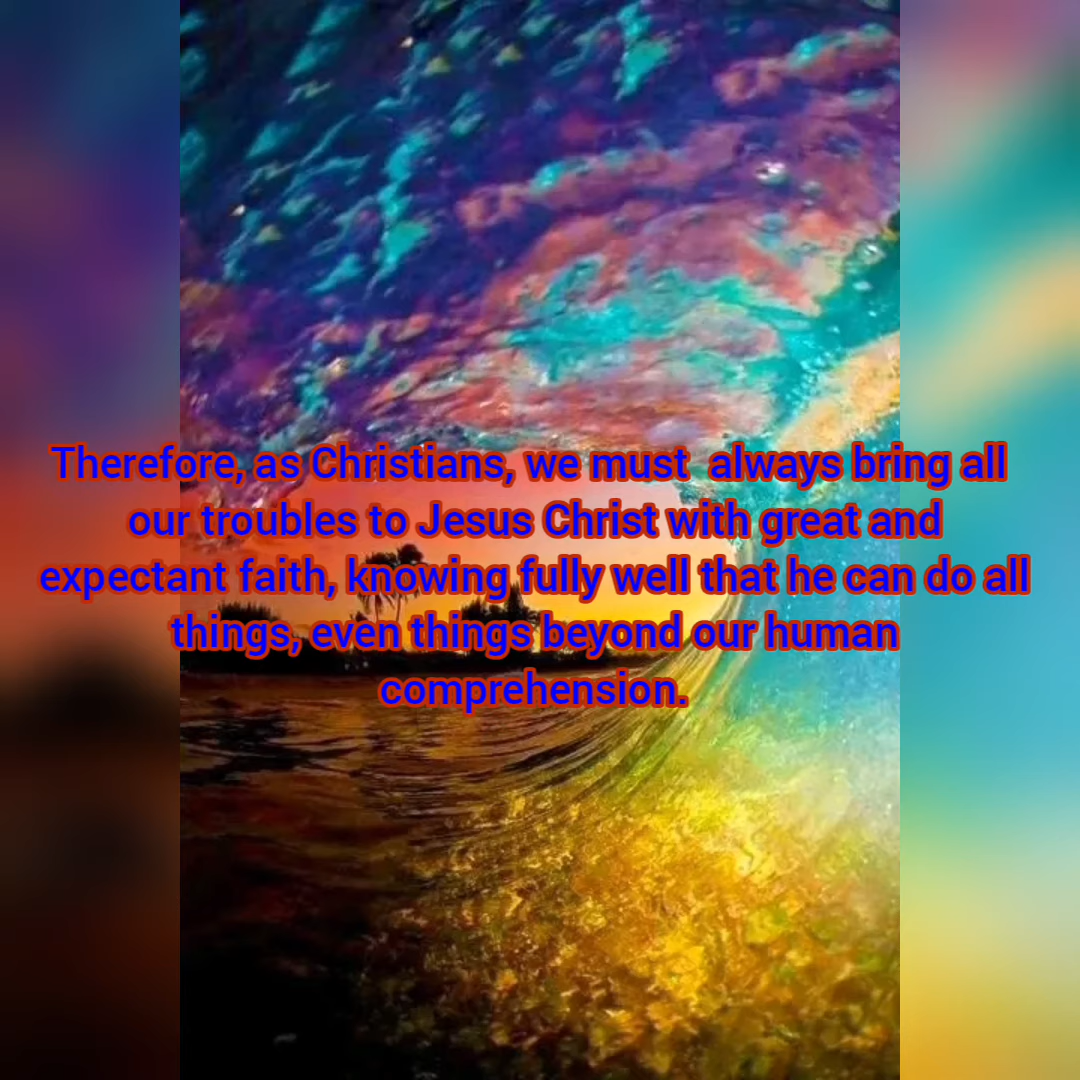 Therefore, as Christians, we must  always bring all
our troubles to Jesus Christ with great and
expectant faith, knowing fully well that he can do all
things, even things beyond our human
comprehension.